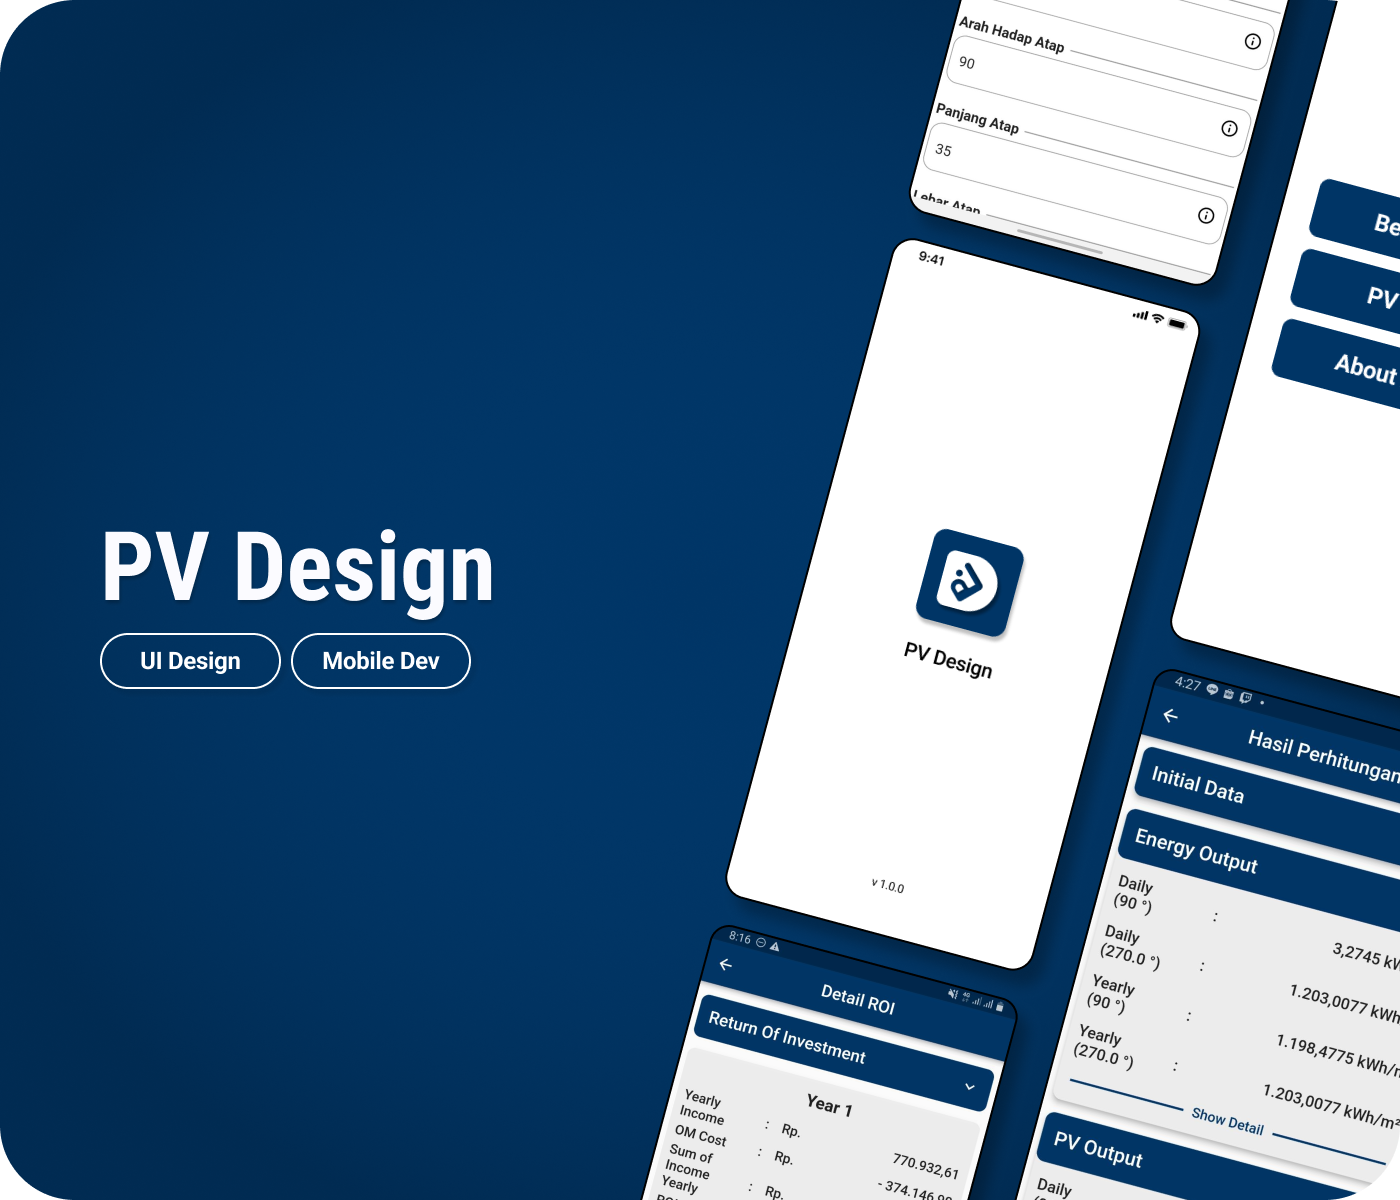 PV Design
UI Design
Mobile Dev
Arah Hadap Atap
90
Panjang Atap
35
Lebar Atap
9:41
PV Design
v 1.0.0
PV
About
4:27
Hasil Perhitungan
Initial Data
Energy Output
Daily
(90 °) :
3,2745
Daily
(270.0 °) :
1.203,0077 kWh
Yearly
(90 °) :
1.198,4775 kWh/
Yearly
(270.0 °) :
1.203,0077 kWh/m²
Show Detail
PV Output
Daily
8:16
Detail ROI
Return Of Investment
Year 1
Yearly
Income : Rp.
770.932,61
OM Cost : Rp.
- 374.146,
Sum of
Income
Yearly : Rp.